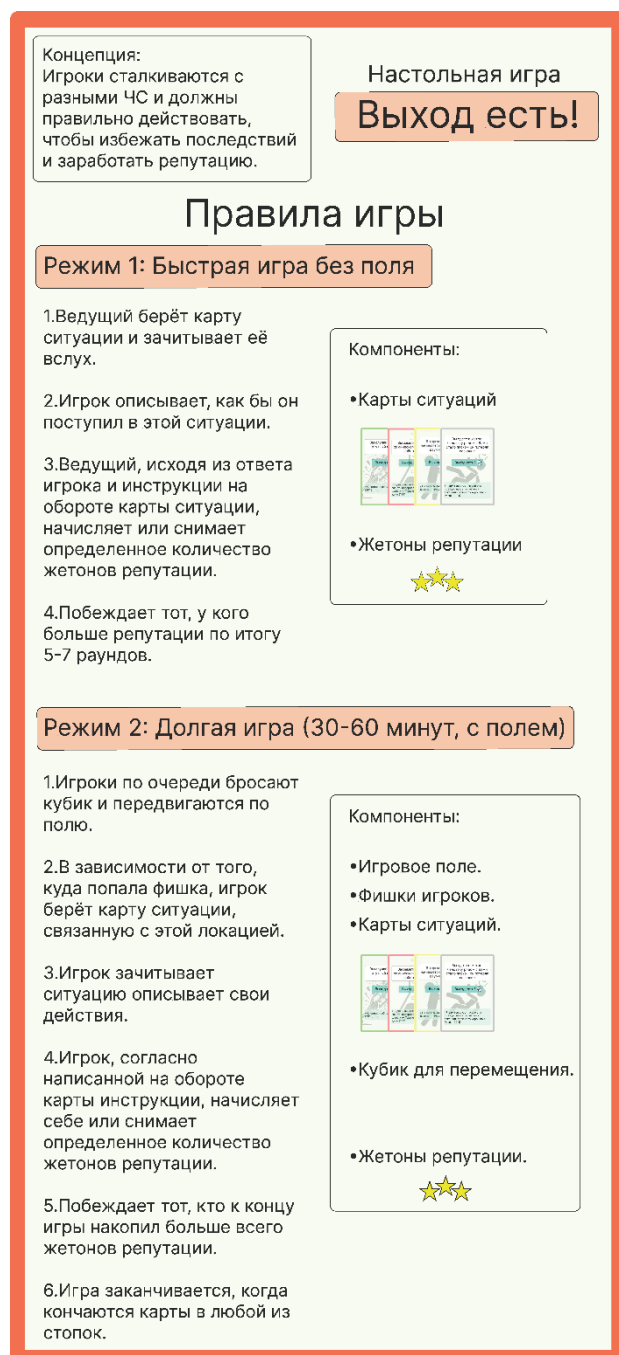 Концепция:
Игроки сталкиваются с
разными ЧС и должны
правильно действовать,
чтобы избежать последствий
и заработать репутацию.
Настольная игра
Выход есть!
Правила игры
Режим 1: Быстрая игра без поля
1.Ведущий берёт карту
ситуации и зачитывает её
вслух.
2.Игрок описывает, как бы он
поступил в этой ситуации.
3.Ведущий, исходя из ответа
игрока и инструкции на
обороте карты ситуации,
начисляет или снимает
определенное количество
жетонов репутации.
4.Побеждает тот, у кого
больше репутации по итогу
5-7 раундов.
Компоненты:
•Карты ситуаций
•Жетоны репутации
Режим 2: Долгая игра (30-60 минут, с полем)
1.Игроки по очереди бросают
кубик и передвигаются по
полю.
2.В зависимости от того,
куда попала фишка, игрок
берёт карту ситуации,
связанную с этой локацией.
3.Игрок зачитывает
ситуацию описывает свои
действия.
4.Игрок, согласно
написанной на обороте
карты инструкции, начисляет
себе или снимает
определенное количество
жетонов репутации.
5.Побеждает тот, кто к концу
игры накопил больше всего
жетонов репутации.
6.Игра заканчивается, когда
кончаются карты в любой из
стопок.
Компоненты:
•Игровое поле.
•Фишки игроков.
•Карты ситуаций.
•Кубик для перемещения.
•Жетоны репутации.